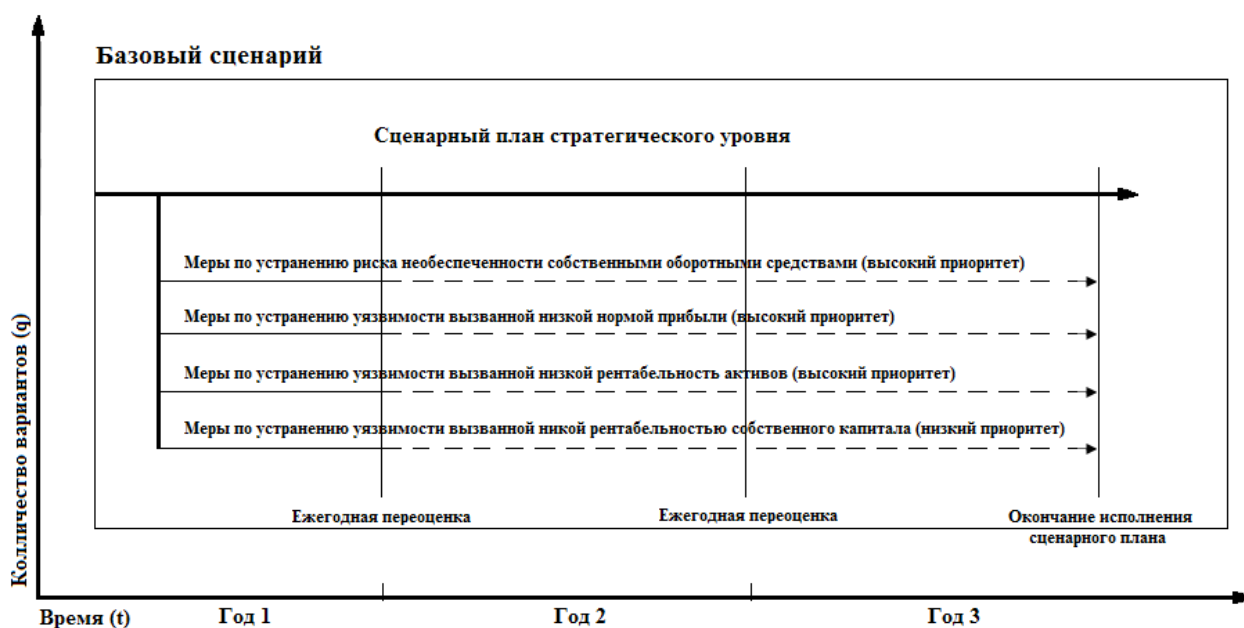 Базовый сценарий
Сценарный план стратегического уровня
Меры по устранению риска необеспеченности собственными оборотными средствами (высокий приоритет)
Меры по устранению уязвимости вызванной низкой нормой прибыли (высокий приоритет)
Меры по устранению уязвимости вызванной низкой рентабельность активов (высокий приоритет)
Меры по устранению уязвимости вызванной никой рентабельностью собственного капитала (низкий приоритет)
Ежегодная переоценка
Ежегодная переоценка
Окончание исполнения
сценарного плана
Колличество вариантов (q)
Время (t)
Год 1
Год 2
Год 3